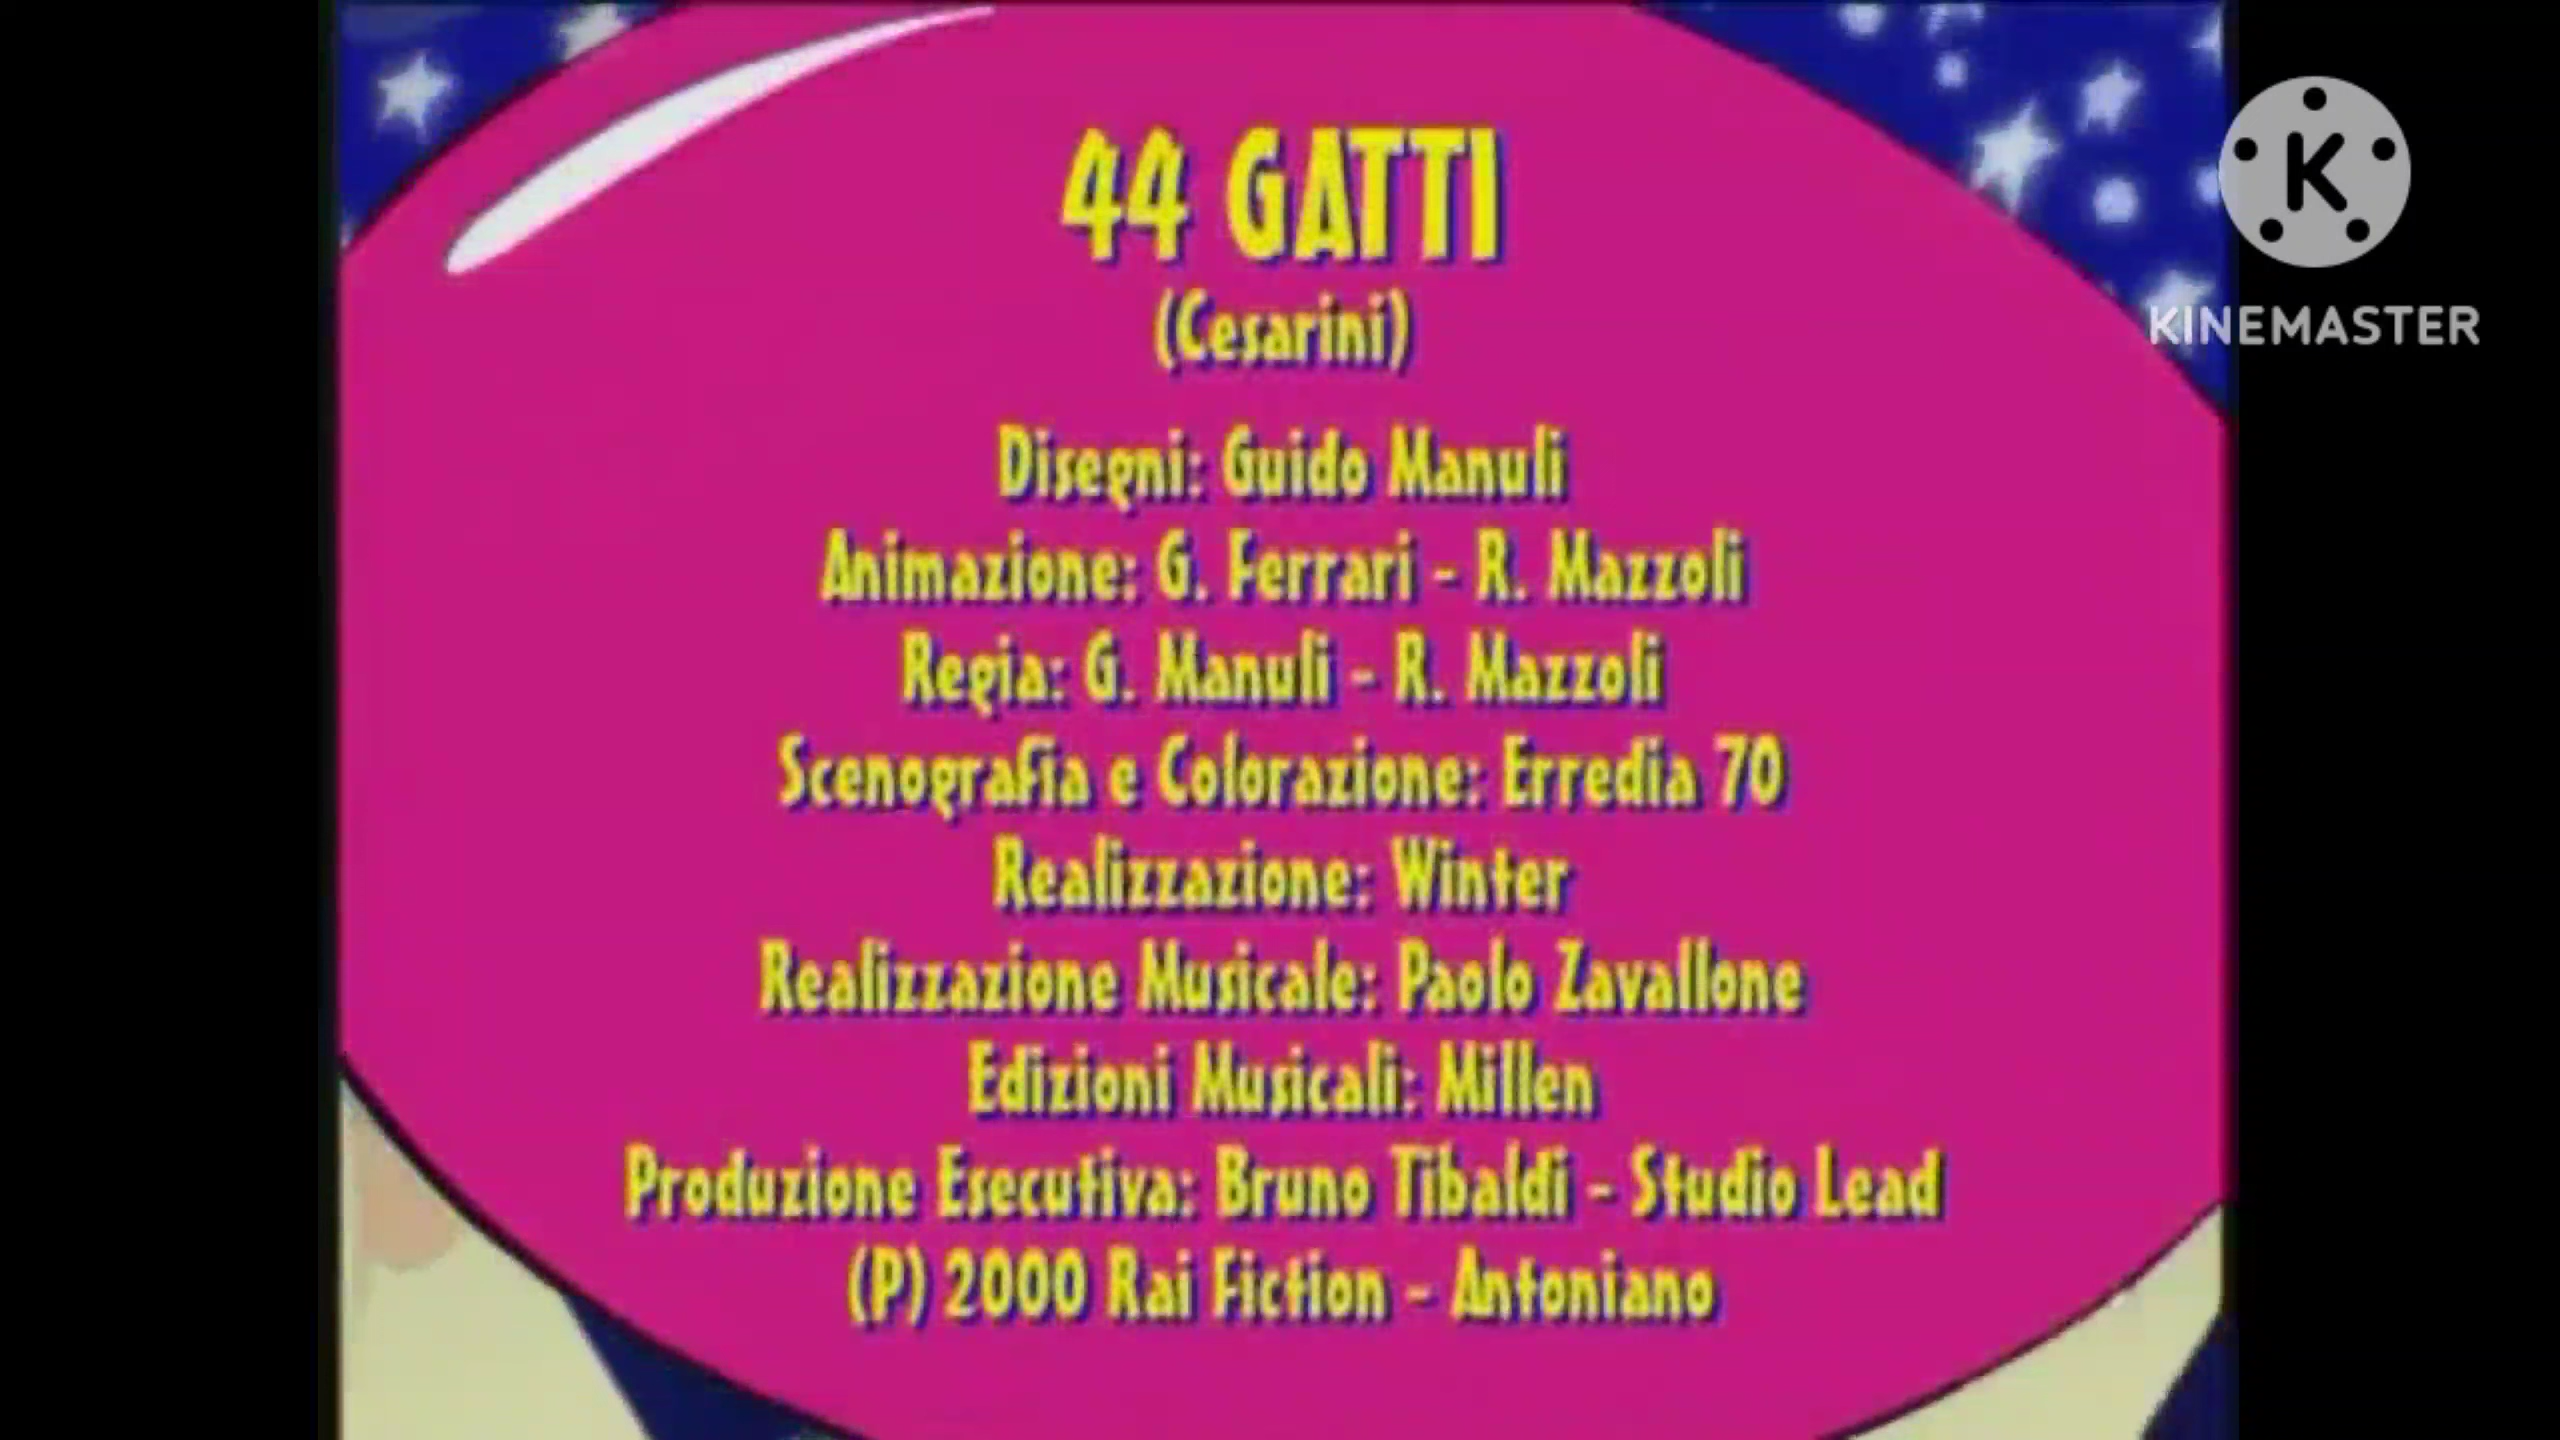 44 GATTI
(Cesarini)
Disegni: Guido Manuli
Animazione: G. Ferrari - R. Mazzoli
Regia: G. Manuli - R. Mazzoli
Scenografia e Colorazione: Erredia 70
Realizzazione: Winter
Realizzazione Musicale: Paolo Zavallone
Edizioni Musicali: Millen
Produzione Esecutiva: Bruno Tibaldi - Studio Lead
(P) 2000 Rai Fiction - Antoniano
K
KINEMASTER